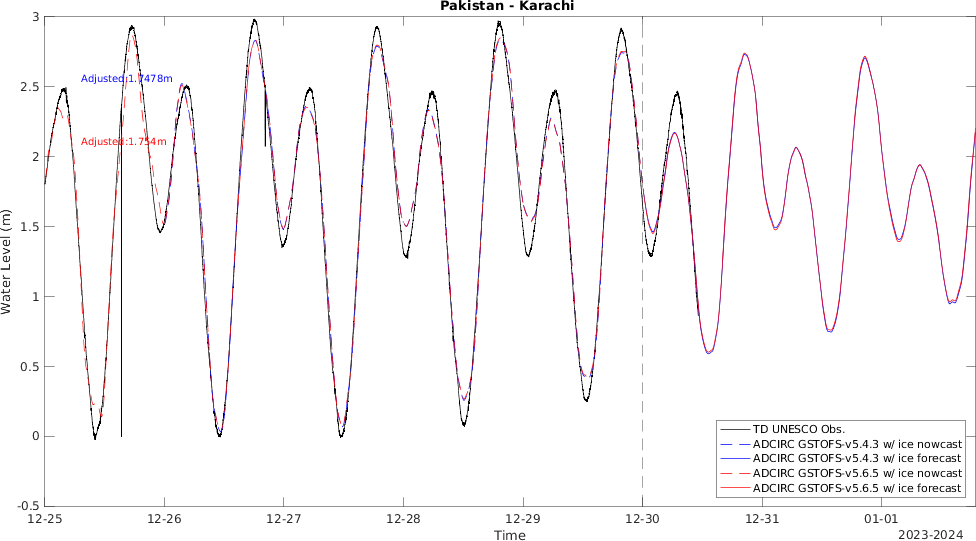 Pakistan - Karachi
3
2.5
2
1.5
1
0.5
0
-0.5
Water Level (m)
Adjusted:1.7478m
Adjusted:1.754m
TD UNESCO Obs.
ADCIRC GSTOFS-v5.4.3 w/ ice nowcast
ADCIRC GSTOFS-v5.4.3 w/ ice forecast
ADCIRC GSTOFS-v5.6.5 w/ ice nowcast
ADCIRC GSTOFS-v5.6.5 w/ ice forecast
12-25 12-26 12-27 12-28 12-29 12-30 12-31 01-01
Time
2023-2024